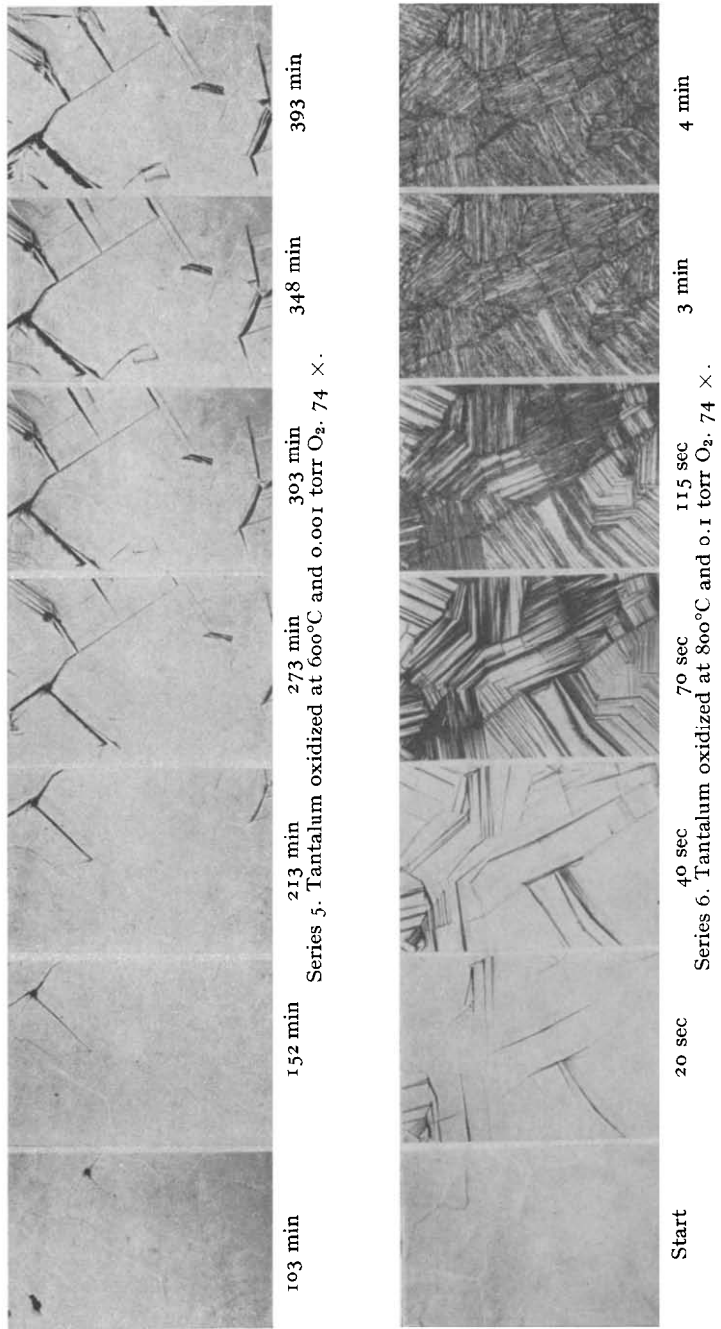 103 min 152 min 213 min 273 min 303 min 348 min 393 min
Series 5. Tantalum oxidized at 600°C and 0.001 torr O₂. 74 ×.
Start 20 sec 40 sec 70 sec 115 sec 3 min 4 min
Series 6. Tantalum oxidized at 800°C and 0.1 torr O₂. 74 ×.